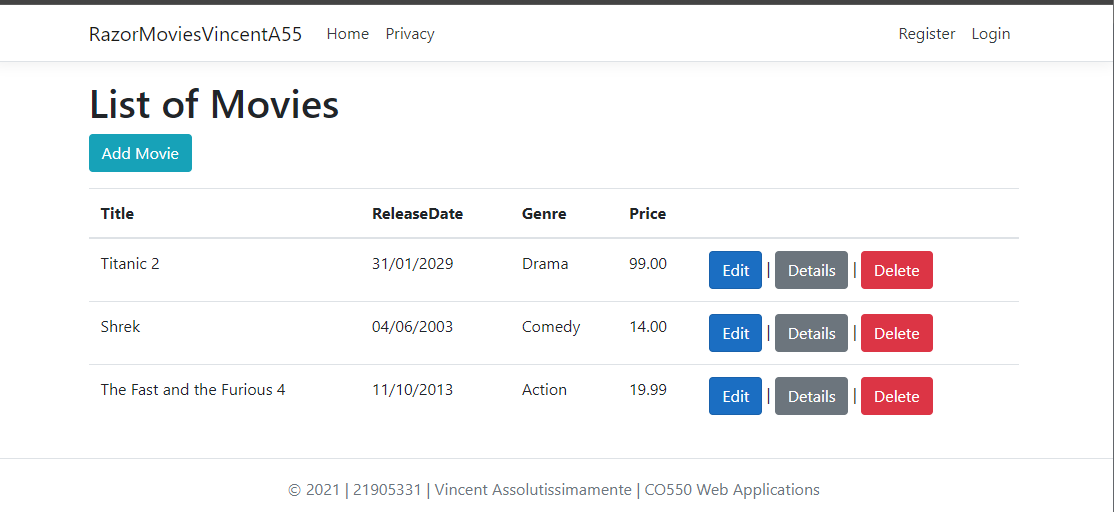 RazorMoviesVincentA55 Home Privacy Register Login
List of Movies
Add Movie
Title ReleaseDate Genre Price
Titanic 2 31/01/2029 Drama 99.00 Edit | Details | Delete
Shrek 04/06/2003 Comedy 14.00 Edit | Details | Delete
The Fast and the Furious 4 11/10/2013 Action 19.99 Edit | Details | Delete
© 2021 | 21905331 | Vincent Assolutissimamente | CO550 Web Applications